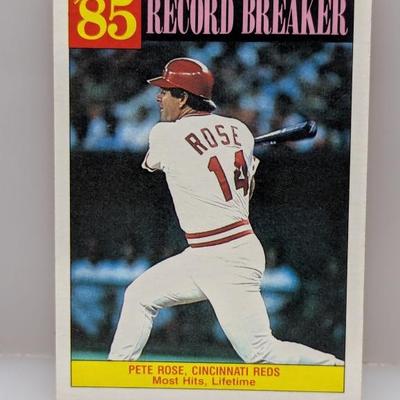 '85 RECORD BREAKER
ROSE
14
PETE ROSE, CINCINNATI REDS
Most Hits, Lifetime